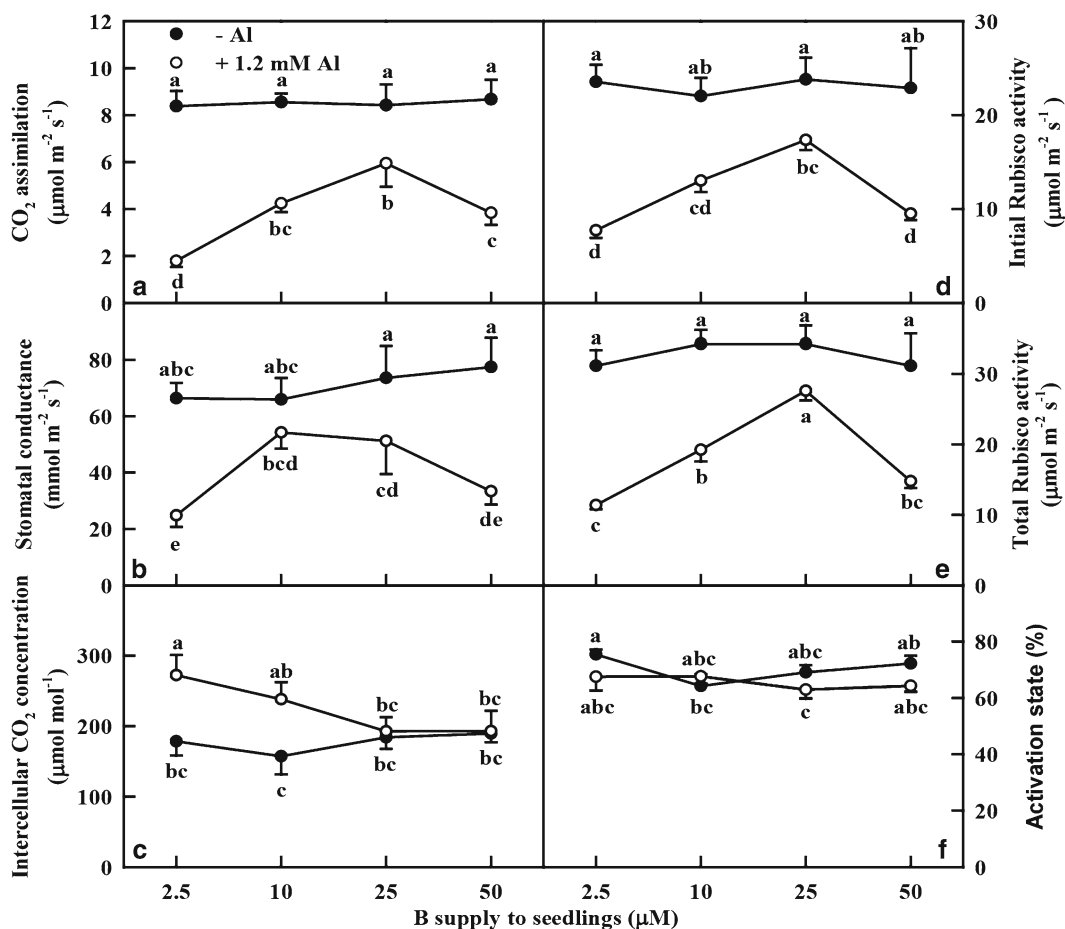 12
10
8
6
4
2
0
CO2 assimilation
(μmol m-2 s-1)
- Al
+ 1.2 mM Al
a a a a
d bc b c
a
30
20
10
0
Intial Rubisco activity
(μmol m-2 s-1)
a ab a ab
d cd bc d
d
80
60
40
20
0
Stomatal conductance
(mmol m-2 s-1)
abc abc a a
e bcd cd de
b
30
20
10
0
Total Rubisco activity
(μmol m-2 s-1)
a a a a
c b a bc
e
300
200
100
0
Intercellular CO2 concentration
(μmol mol-1)
a ab bc bc
bc c bc bc
c
80
60
40
20
0
Activation state (%)
a abc abc ab
abc bc c abc
f
2.5 10 25 50 2.5 10 25 50
B supply to seedlings (μM)